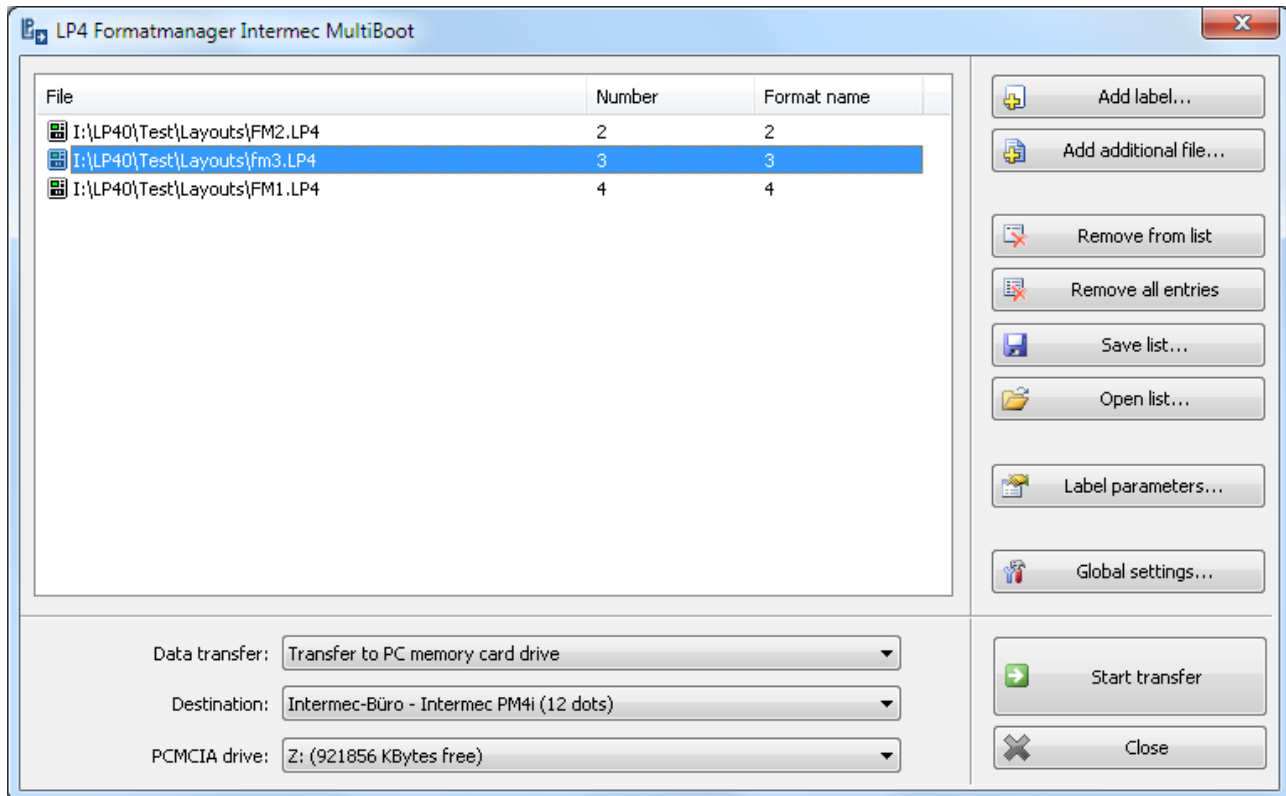 LP4 Formatmanager Intermec MultiBoot
File Number Format name
I:\LP40\Test\Layouts\FM2.LP4 2 2
I:\LP40\Test\Layouts\fm3.LP4 3 3
I:\LP40\Test\Layouts\FM1.LP4 4 4
Add label...
Add additional file...
Remove from list
Remove all entries
Save list...
Open list...
Label parameters...
Global settings...
Data transfer: Transfer to PC memory card drive
Destination: Intermec-Büro - Intermec PM4i (12 dots)
PCMCIA drive: Z: (921856 KBytes free)
Start transfer
Close